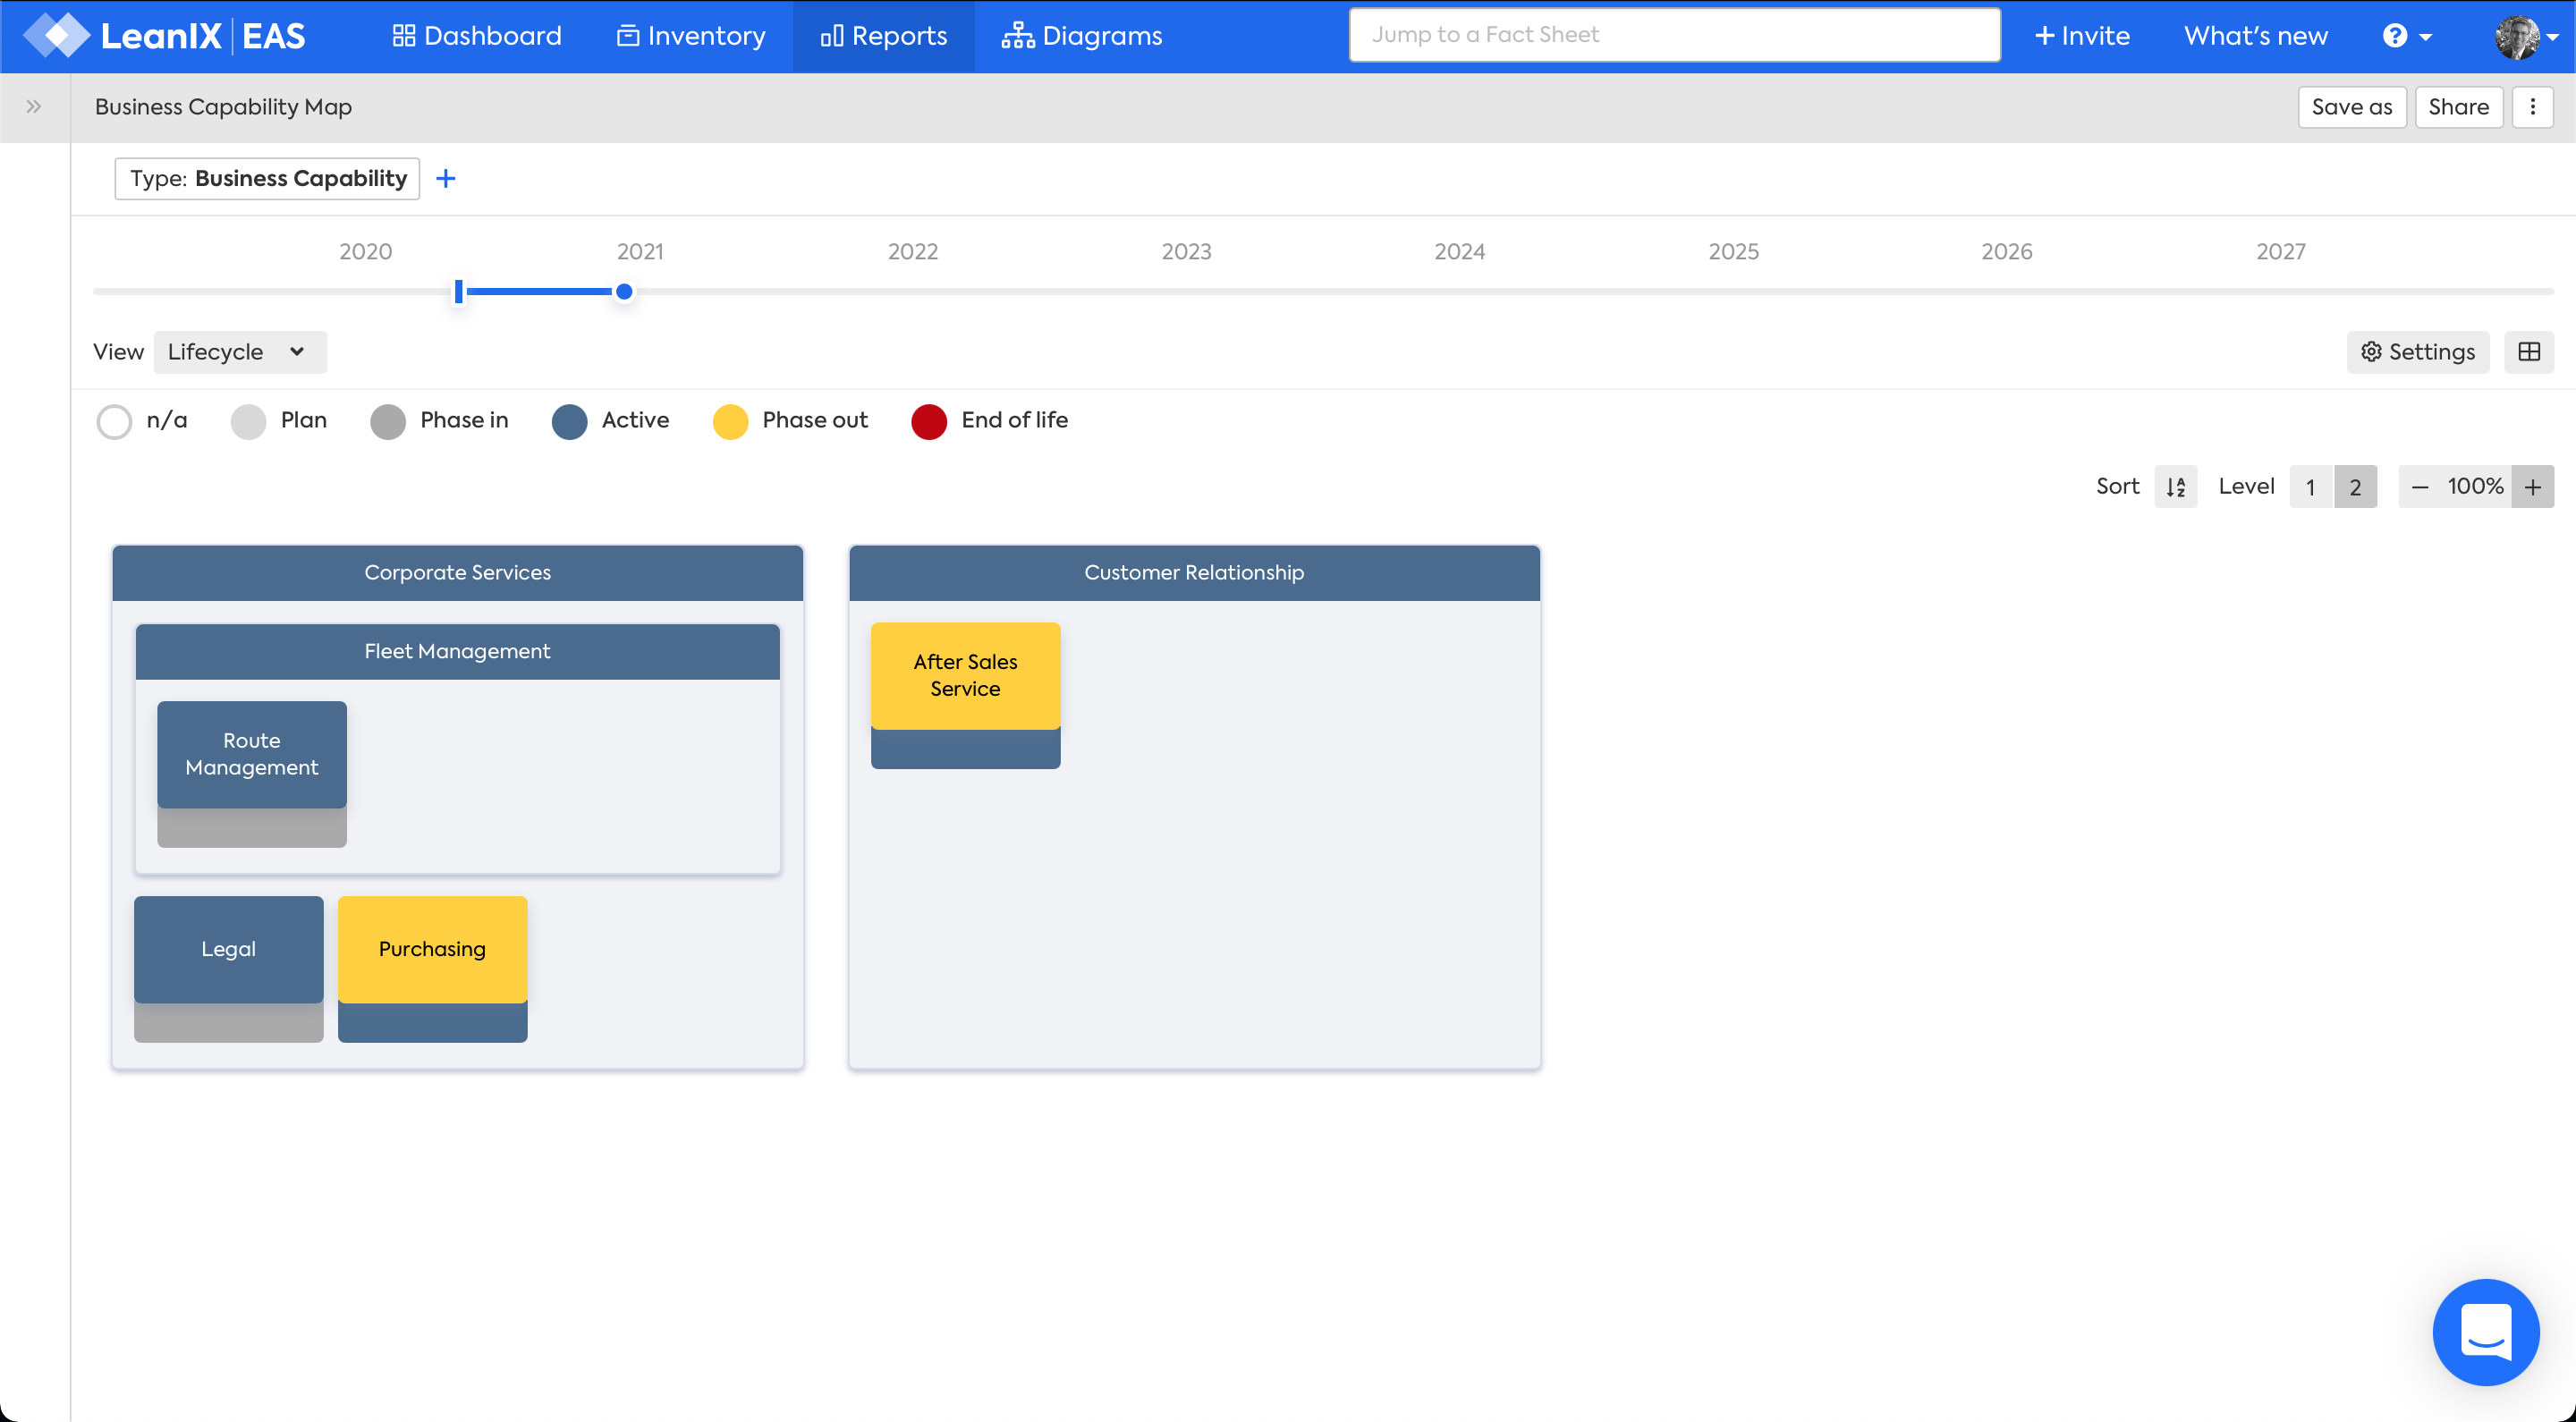 LeanIX EAS Dashboard Inventory Reports Diagrams Jump to a Fact Sheet + Invite What's new ?
Business Capability Map Save as Share
Type: Business Capability +
2020 2021 2022 2023 2024 2025 2026 2027
View Lifecycle Settings
n/a Plan Phase in Active Phase out End of life
Sort AZ Level 1 2 − 100% +
Corporate Services
Fleet Management
Route
Management
Legal
Purchasing
Customer Relationship
After Sales
Service